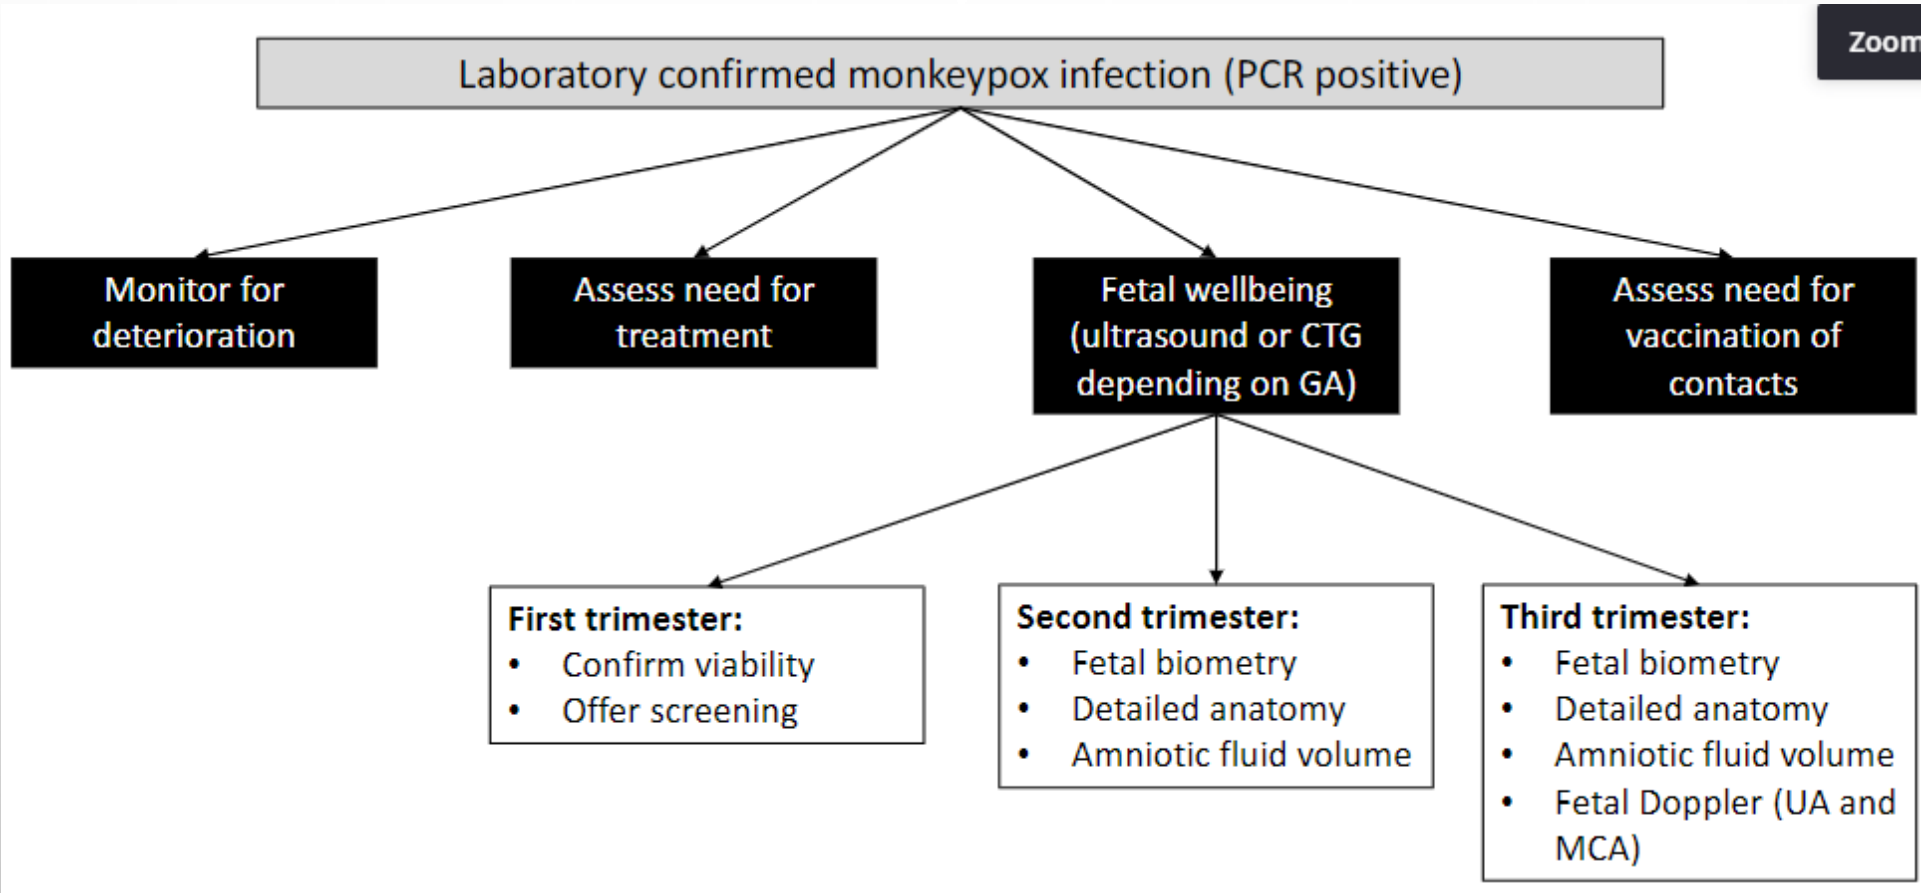 Zoom
Laboratory confirmed monkeypox infection (PCR positive)
Monitor for
deterioration
Assess need for
treatment
Fetal wellbeing
(ultrasound or CTG
depending on GA)
Assess need for
vaccination of
contacts
First trimester:
• Confirm viability
• Offer screening
Second trimester:
• Fetal biometry
• Detailed anatomy
• Amniotic fluid volume
Third trimester:
• Fetal biometry
• Detailed anatomy
• Amniotic fluid volume
• Fetal Doppler (UA and
MCA)